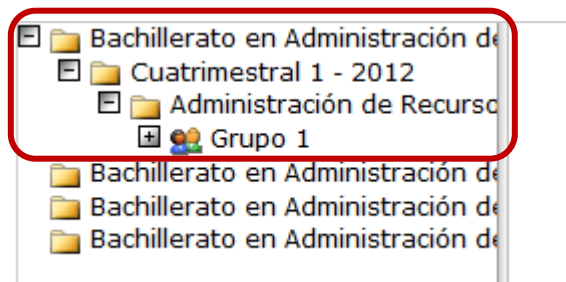 Bachillerato en Administración de
Cuatrimestral 1 - 2012
Administración de Recurso
Grupo 1
Bachillerato en Administración de
Bachillerato en Administración de
Bachillerato en Administración de